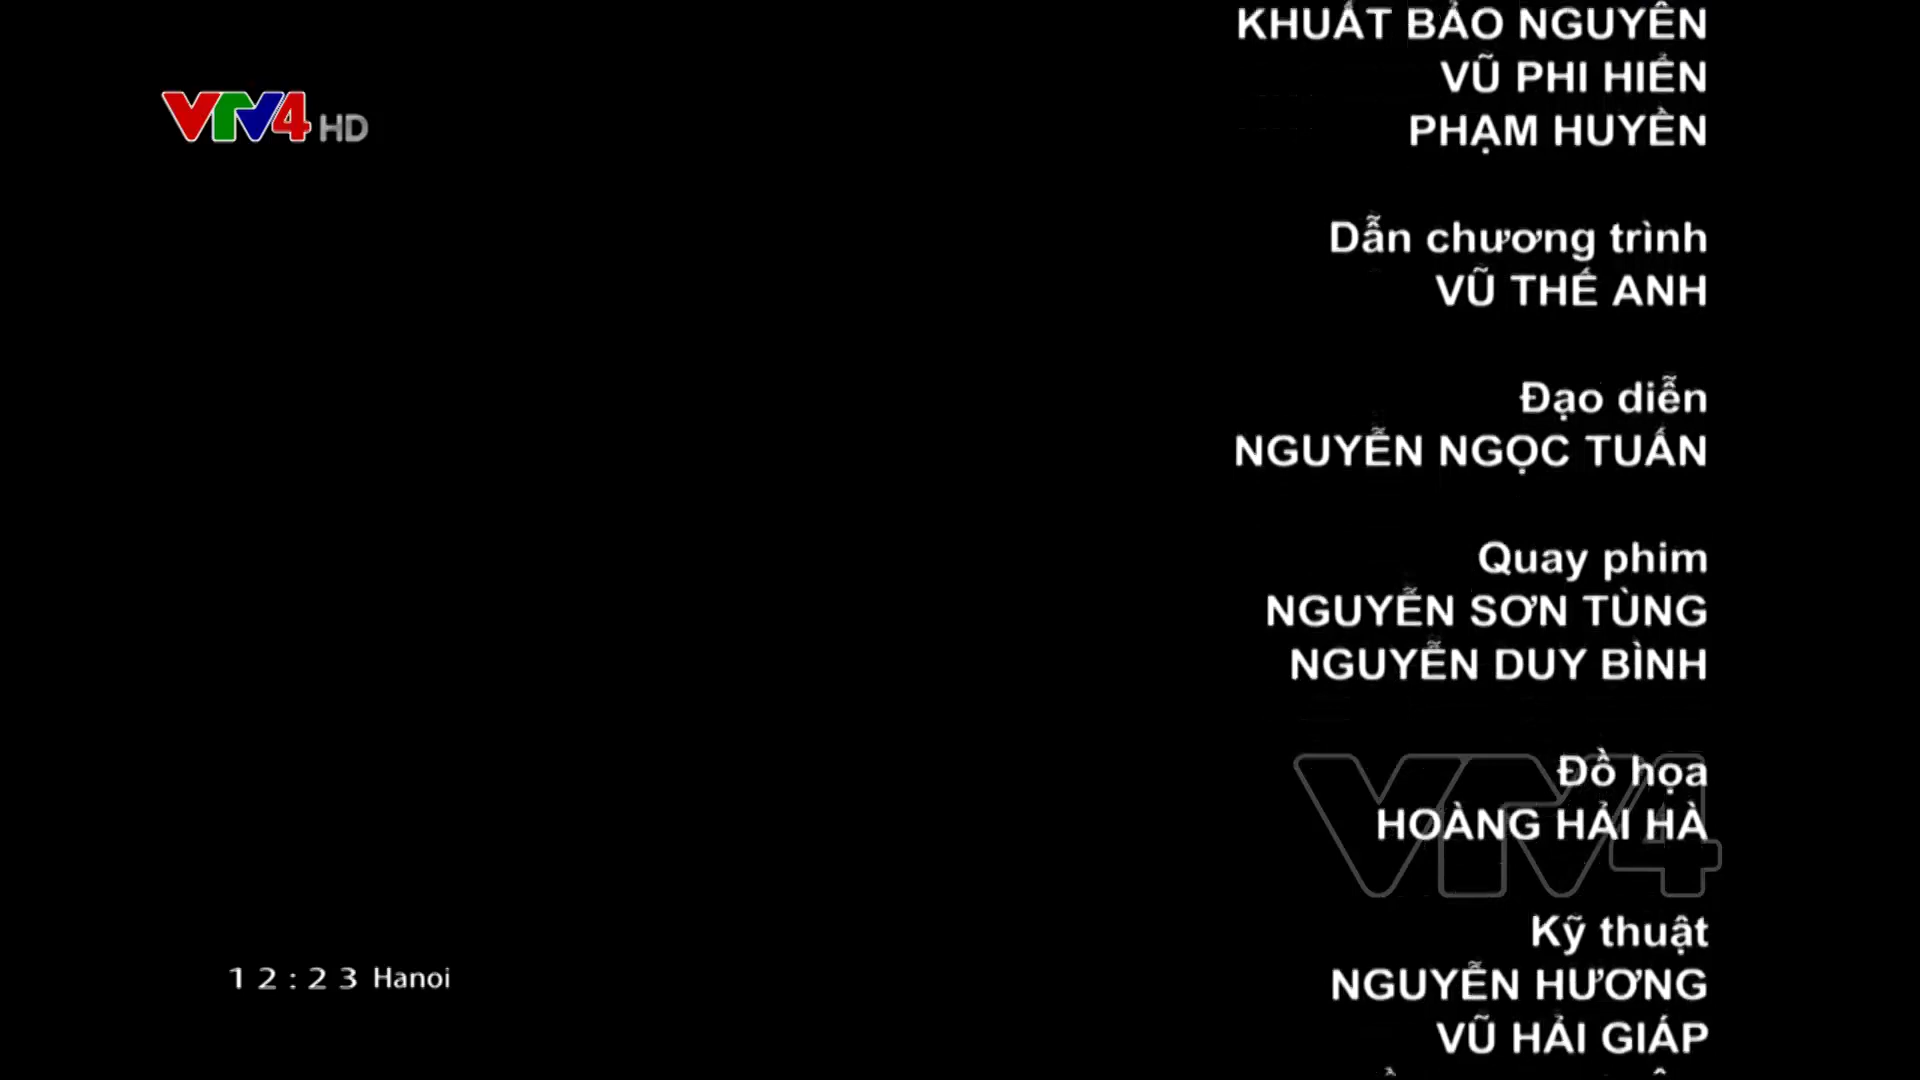 KHUẤT BẢO NGUYÊN
VŨ PHI HIỂN
VTV4 HD
PHẠM HUYỀN
Dẫn chương trình
VŨ THẾ ANH
Đạo diễn
NGUYỄN NGỌC TUẤN
Quay phim
NGUYỄN SƠN TÙNG
NGUYỄN DUY BÌNH
Đồ họa
HOÀNG HẢI HÀ
VTV4
Kỹ thuật
12:23 Hanoi
NGUYỄN HƯƠNG
VŨ HẢI GIÁP